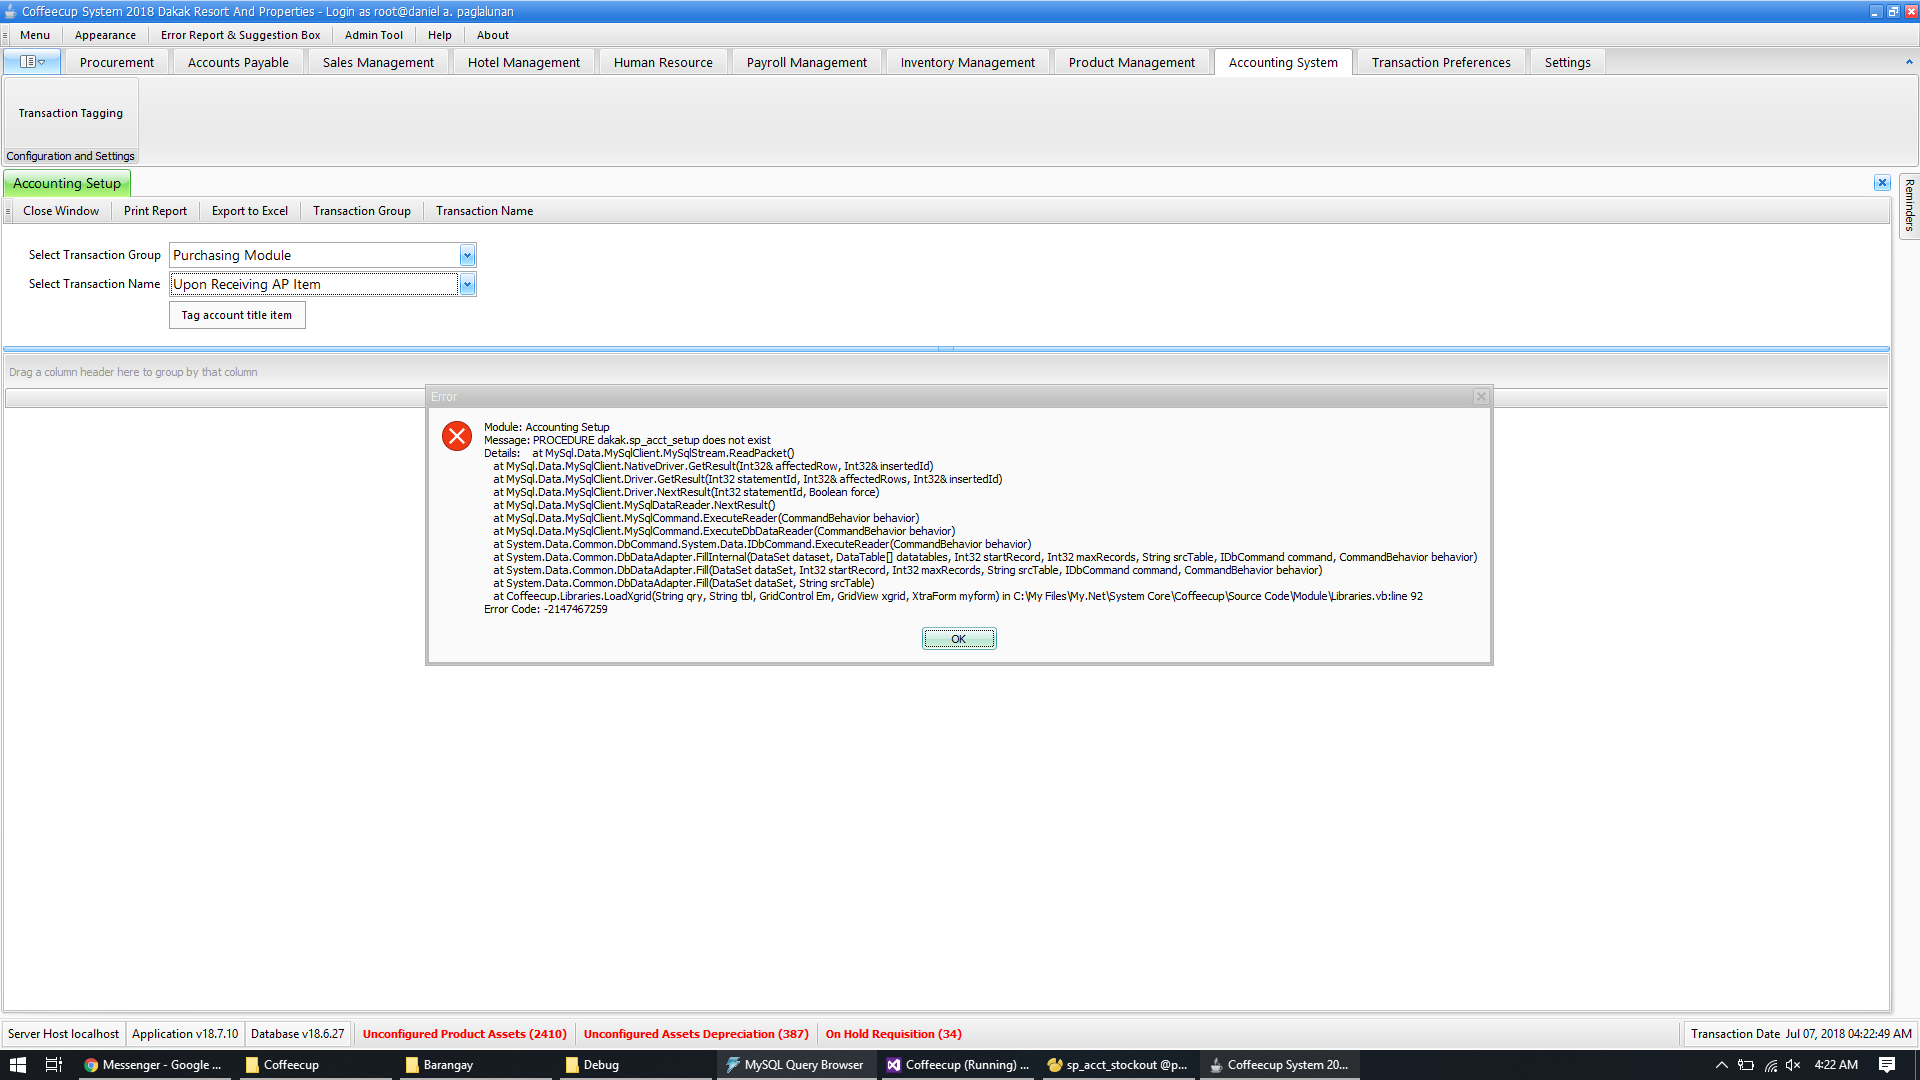 Coffeecup System 2018 Dakak Resort And Properties - Login as root@daniel a. paglalunan
Menu Appearance Error Report & Suggestion Box Admin Tool Help About
Procurement Accounts Payable Sales Management Hotel Management Human Resource Payroll Management Inventory Management Product Management Accounting System Transaction Preferences Settings
Transaction Tagging
Configuration and Settings
Accounting Setup
Reminders
Close Window Print Report Export to Excel Transaction Group Transaction Name
Select Transaction Group Purchasing Module
Select Transaction Name Upon Receiving AP Item
Tag account title item
Drag a column header here to group by that column
Error
Module: Accounting Setup
Message: PROCEDURE dakak.sp_acct_setup does not exist
Details: at MySql.Data.MySqlClient.MySqlStream.ReadPacket()
at MySql.Data.MySqlClient.NativeDriver.GetResult(Int32& affectedRow, Int32& insertedId)
at MySql.Data.MySqlClient.Driver.GetResult(Int32 statementId, Int32& affectedRows, Int32& insertedId)
at MySql.Data.MySqlClient.Driver.NextResult(Int32 statementId, Boolean force)
at MySql.Data.MySqlClient.MySqlDataReader.NextResult()
at MySql.Data.MySqlClient.MySqlCommand.ExecuteReader(CommandBehavior behavior)
at MySql.Data.MySqlClient.MySqlCommand.ExecuteDbDataReader(CommandBehavior behavior)
at System.Data.Common.DbCommand.System.Data.IDbCommand.ExecuteReader(CommandBehavior behavior)
at System.Data.Common.DbDataAdapter.FillInternal(DataSet dataset, DataTable[] datatables, Int32 startRecord, Int32 maxRecords, String srcTable, IDbCommand command, CommandBehavior behavior)
at System.Data.Common.DbDataAdapter.Fill(DataSet dataSet, Int32 startRecord, Int32 maxRecords, String srcTable, IDbCommand command, CommandBehavior behavior)
at System.Data.Common.DbDataAdapter.Fill(DataSet dataSet, String srcTable)
at Coffeecup.Libraries.LoadXgrid(String qry, String tbl, GridControl Em, GridView xgrid, XtraForm myform) in C:\My Files\My.Net\System Core\Coffeecup\Source Code\Module\Libraries.vb:line 92
Error Code: -2147467259
OK
Server Host localhost Application v18.7.10 Database v18.6.27 Unconfigured Product Assets (2410) Unconfigured Assets Depreciation (387) On Hold Requisition (34) Transaction Date Jul 07, 2018 04:22:49 AM
Messenger - Google ... Coffeecup Barangay Debug MySQL Query Browser Coffeecup (Running) ... sp_acct_stockout @p... Coffeecup System 20... 4:22 AM